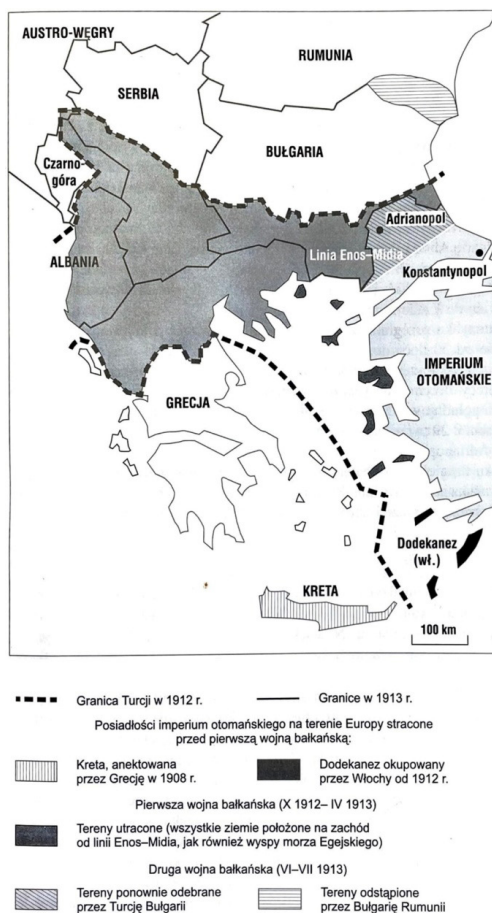 AUSTRO-WĘGRY
RUMUNIA
SERBIA
BUŁGARIA
Czarno-
góra
Adrianopol
Linia Enos–Midia
ALBANIA
Konstantynopol
IMPERIUM
OTOMAŃSKIE
GRECJA
Dodekanez
(wł.)
KRETA
100 km
Granica Turcji w 1912 r.
Granice w 1913 r.
Posiadłości imperium otomańskiego na terenie Europy stracone
przed pierwszą wojną bałkańską:
Kreta, anektowana
przez Grecję w 1908 r.
Dodekanez okupowany
przez Włochy od 1912 r.
Pierwsza wojna bałkańska (X 1912– IV 1913)
Tereny utracone (wszystkie ziemie położone na zachód
od linii Enos–Midia, jak również wyspy morza Egejskiego)
Druga wojna bałkańska (VI–VII 1913)
Tereny ponownie odebrane
przez Turcję Bułgarii
Tereny odstąpione
przez Bułgarię Rumunii